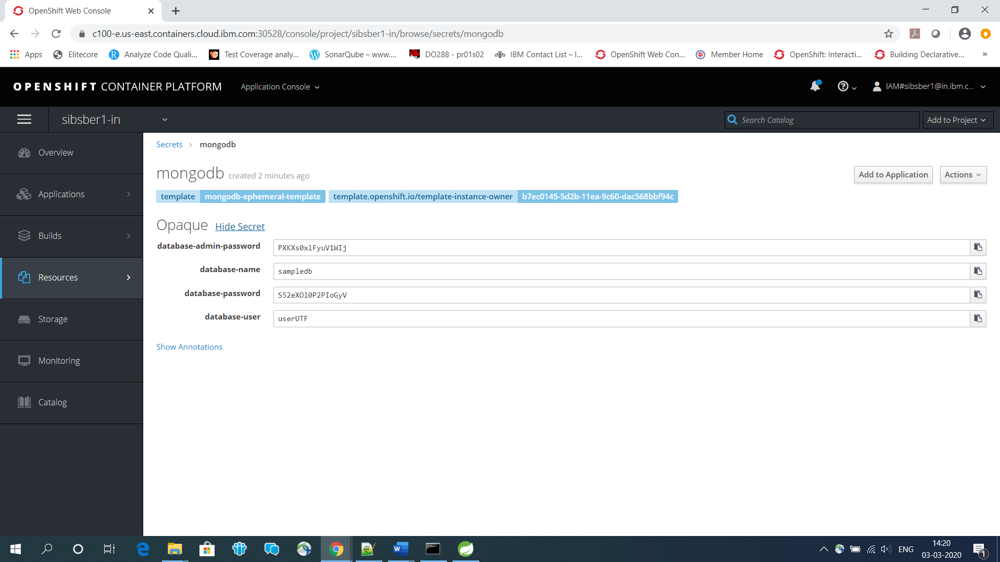 OpenShift Web Console
c100-e.us-east.containers.cloud.ibm.com:30528/console/project/sibsber1-in/browse/secrets/mongodb
Apps Elitecore Analyze Code Quali... Test Coverage analy... SonarQube – www.... DO288 - pr01s02 IBM Contact List – I... OpenShift Web Con... Member Home OpenShift: Interacti... Building Declarative... »
OPENSHIFT CONTAINER PLATFORM Application Console IAM#sibsber1@in.ibm.c...
sibsber1-in Search Catalog Add to Project
Overview
Applications
Builds
Resources
Storage
Monitoring
Catalog
Secrets > mongodb
mongodb created 2 minutes ago Add to Application Actions
template mongodb-ephemeral-template template.openshift.io/template-instance-owner b7ec0145-5d2b-11ea-9c60-dac568bbf94c
Opaque Hide Secret
database-admin-password PXKXs0xlFyuV1WIj
database-name sampledb
database-password S52eXOl0P2PIoGyV
database-user userUTF
Show Annotations
ENG 14:20
03-03-2020 1